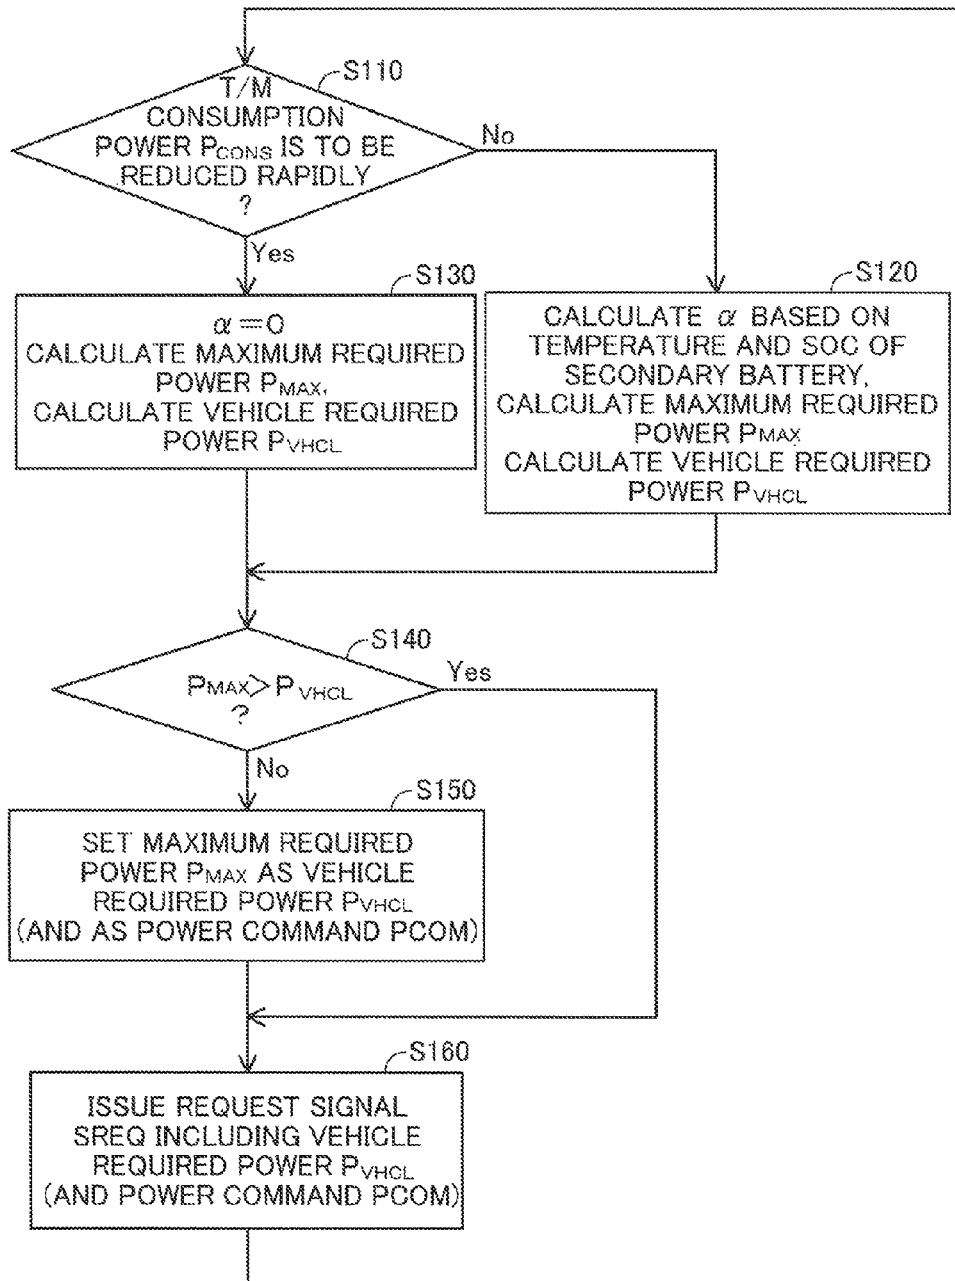 S110
T/M
CONSUMPTION
POWER PCONS IS TO BE
REDUCED RAPIDLY
?
No
Yes
S130
α=0
CALCULATE MAXIMUM REQUIRED
POWER PMAX,
CALCULATE VEHICLE REQUIRED
POWER PVHCL
S120
CALCULATE α BASED ON
TEMPERATURE AND SOC OF
SECONDARY BATTERY,
CALCULATE MAXIMUM REQUIRED
POWER PMAX
CALCULATE VEHICLE REQUIRED
POWER PVHCL
S140
PMAX>PVHCL
?
Yes
No
S150
SET MAXIMUM REQUIRED
POWER PMAX AS VEHICLE
REQUIRED POWER PVHCL
(AND AS POWER COMMAND PCOM)
S160
ISSUE REQUEST SIGNAL
SREQ INCLUDING VEHICLE
REQUIRED POWER PVHCL
(AND POWER COMMAND PCOM)